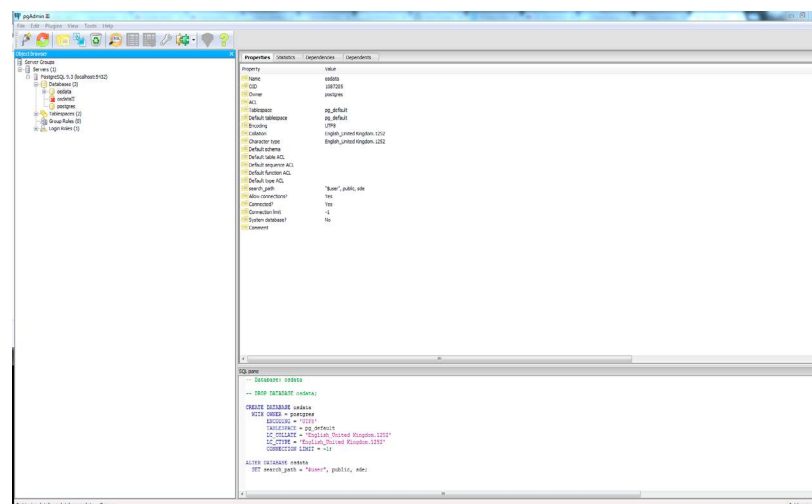 pgAdmin III
File Edit Plugins View Tools Help
Object browser
Server Groups
Servers (1)
PostgreSQL 9.3 (localhost:5432)
Databases (3)
osdata
postgres
Tablespaces (2)
Group Roles (0)
Login Roles (1)
Properties Statistics Dependencies Dependents
Property Value
Name osdata
OID 1087205
Owner postgres
ACL
Tablespace pg_default
Default tablespace pg_default
Encoding UTF8
Collation English_United Kingdom.1252
Character type English_United Kingdom.1252
Default schema
Default table ACL
Default sequence ACL
Default function ACL
Default type ACL
search_path "$user", public, sde
Allow connections? Yes
Connected? Yes
Connection limit -1
System database? No
Comment
SQL pane
-- Database: osdata
-- DROP DATABASE osdata;
CREATE DATABASE osdata
WITH OWNER = postgres
ENCODING = 'UTF8'
TABLESPACE = pg_default
LC_COLLATE = 'English_United Kingdom.1252'
LC_CTYPE = 'English_United Kingdom.1252'
CONNECTION LIMIT = -1;
ALTER DATABASE osdata
SET search_path = "$user", public, sde;